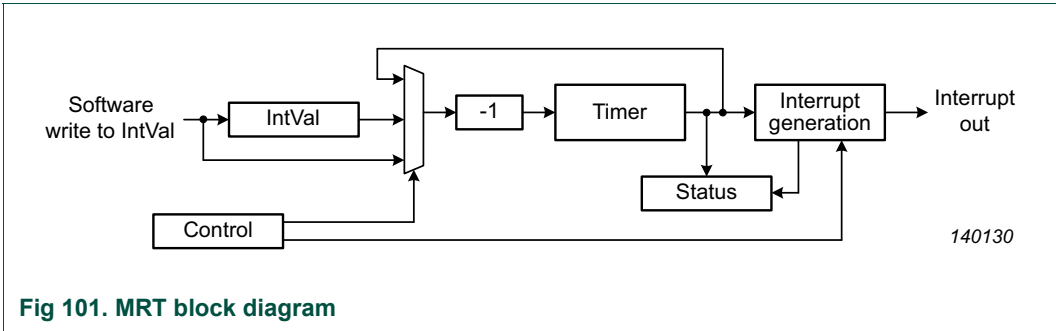 Software
write to IntVal
IntVal
-1
Timer
Interrupt
generation
Interrupt
out
Status
Control
140130
Fig 101. MRT block diagram